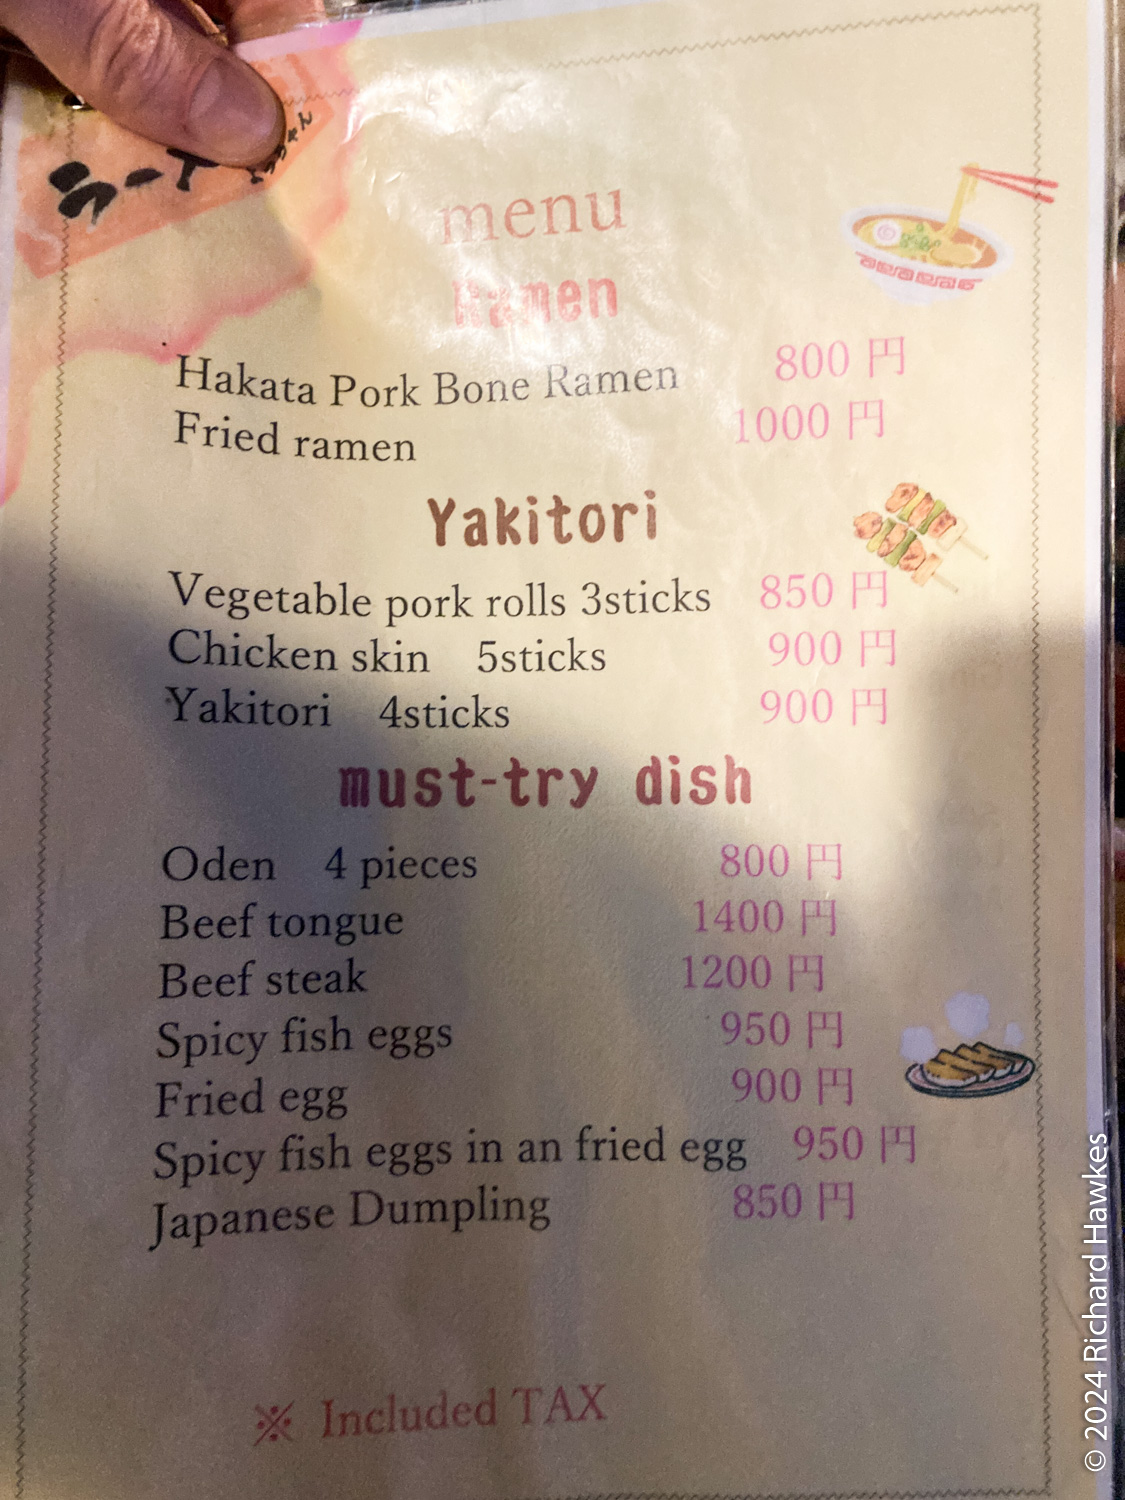 ラー
menu
Ramen
Hakata Pork Bone Ramen 800 円
Fried ramen 1000 円
Yakitori
Vegetable pork rolls 3sticks 850 円
Chicken skin 5sticks 900 円
Yakitori 4sticks 900 円
must-try dish
Oden 4 pieces 800 円
Beef tongue 1400 円
Beef steak 1200 円
Spicy fish eggs 950 円
Fried egg 900 円
Spicy fish eggs in an fried egg 950 円
Japanese Dumpling 850 円
※ Included TAX
© 2024 Richard Hawkes